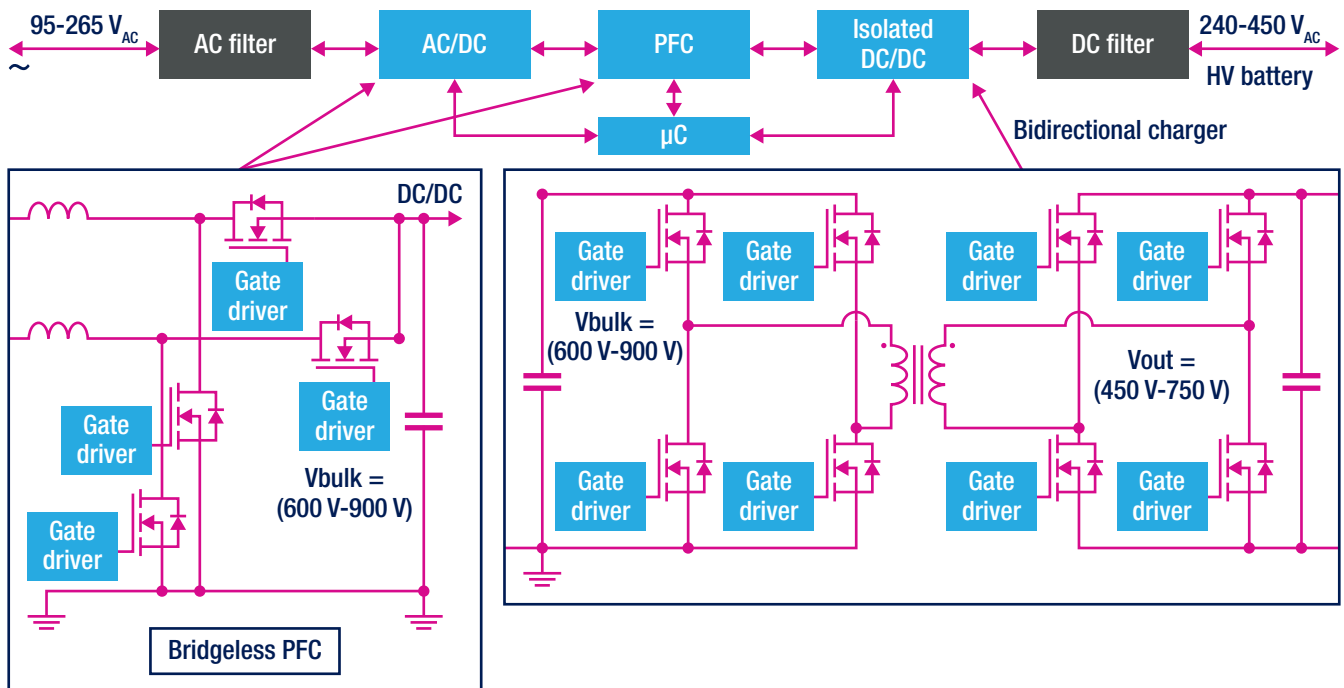 95-265 VAC
~
AC filter
AC/DC
PFC
Isolated
DC/DC
DC filter
240-450 VAC
HV battery
µC
Bidirectional charger
DC/DC
Gate
driver
Gate
driver
Gate
driver
Gate
driver
Vbulk =
(600 V-900 V)
Bridgeless PFC
Gate
driver
Gate
driver
Gate
driver
Gate
driver
Vbulk =
(600 V-900 V)
Vout =
(450 V-750 V)
Gate
driver
Gate
driver
Gate
driver
Gate
driver